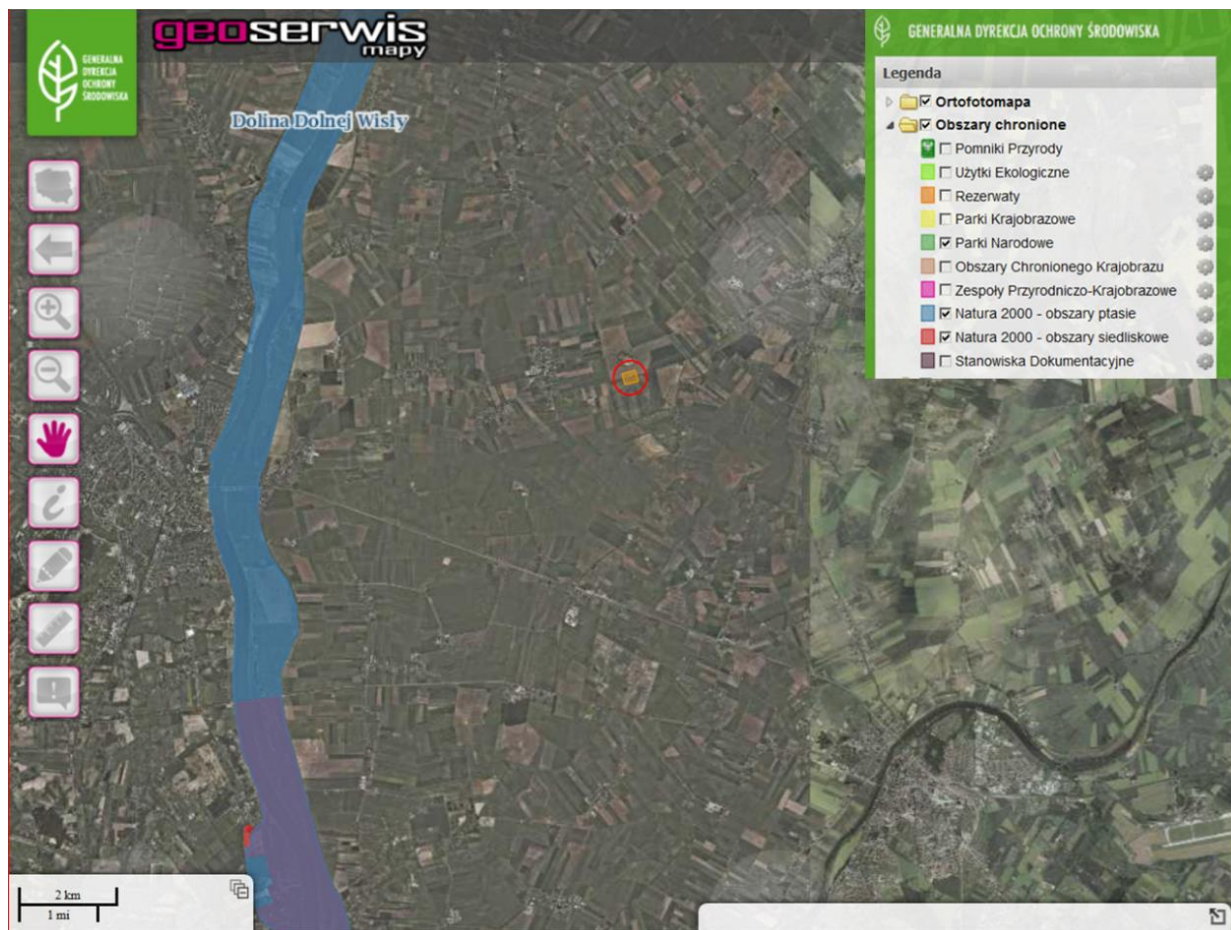 GENERALNA
DYREKCJA
OCHRONY
ŚRODOWISKA
geoserwis
mapy
Dolina Dolnej Wisły
GENERALNA DYREKCJA OCHRONY ŚRODOWISKA
Legenda
Ortofotomapa
Obszary chronione
Pomniki Przyrody
Użytki Ekologiczne
Rezerwaty
Parki Krajobrazowe
Parki Narodowe
Obszary Chronionego Krajobrazu
Zespoły Przyrodniczo-Krajobrazowe
Natura 2000 - obszary ptasie
Natura 2000 - obszary siedliskowe
Stanowiska Dokumentacyjne
2 km
1 mi